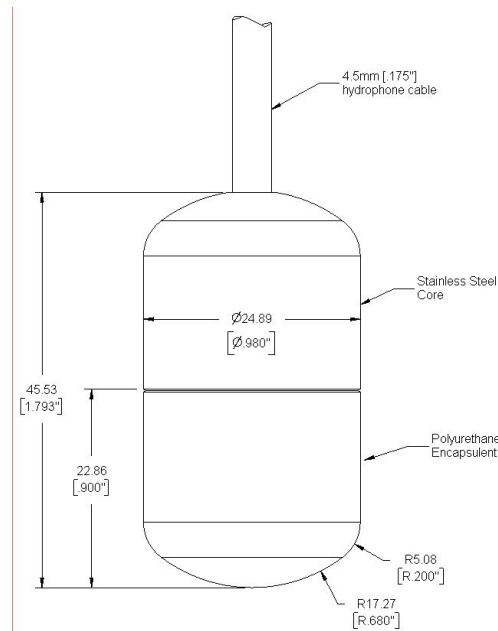 4.5mm [.175"]
hydrophone cable
Stainless Steel
Core
Ø24.89
[Ø.980"]
45.53
[1.793"]
22.86
[.900"]
Polyurethane
Encapsulent
R5.08
[R.200"]
R17.27
[R.680"]